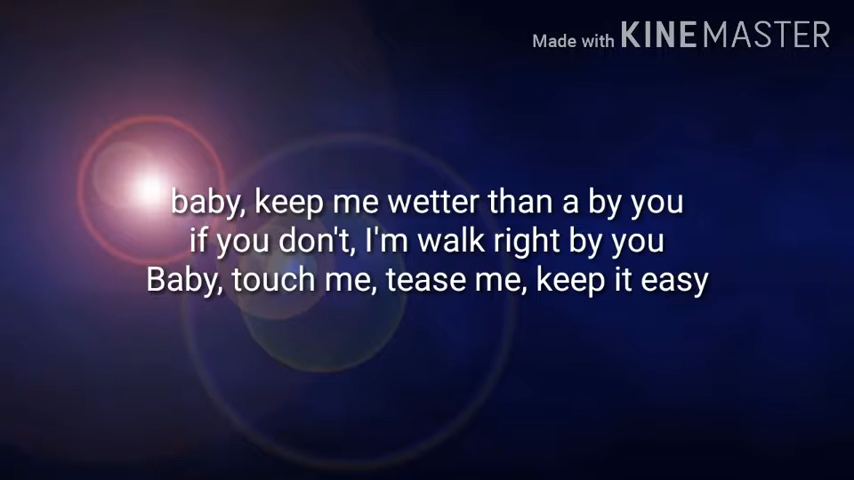 Made with KINEMASTER
baby, keep me wetter than a by you
if you don't, I'm walk right by you
Baby, touch me, tease me, keep it easy